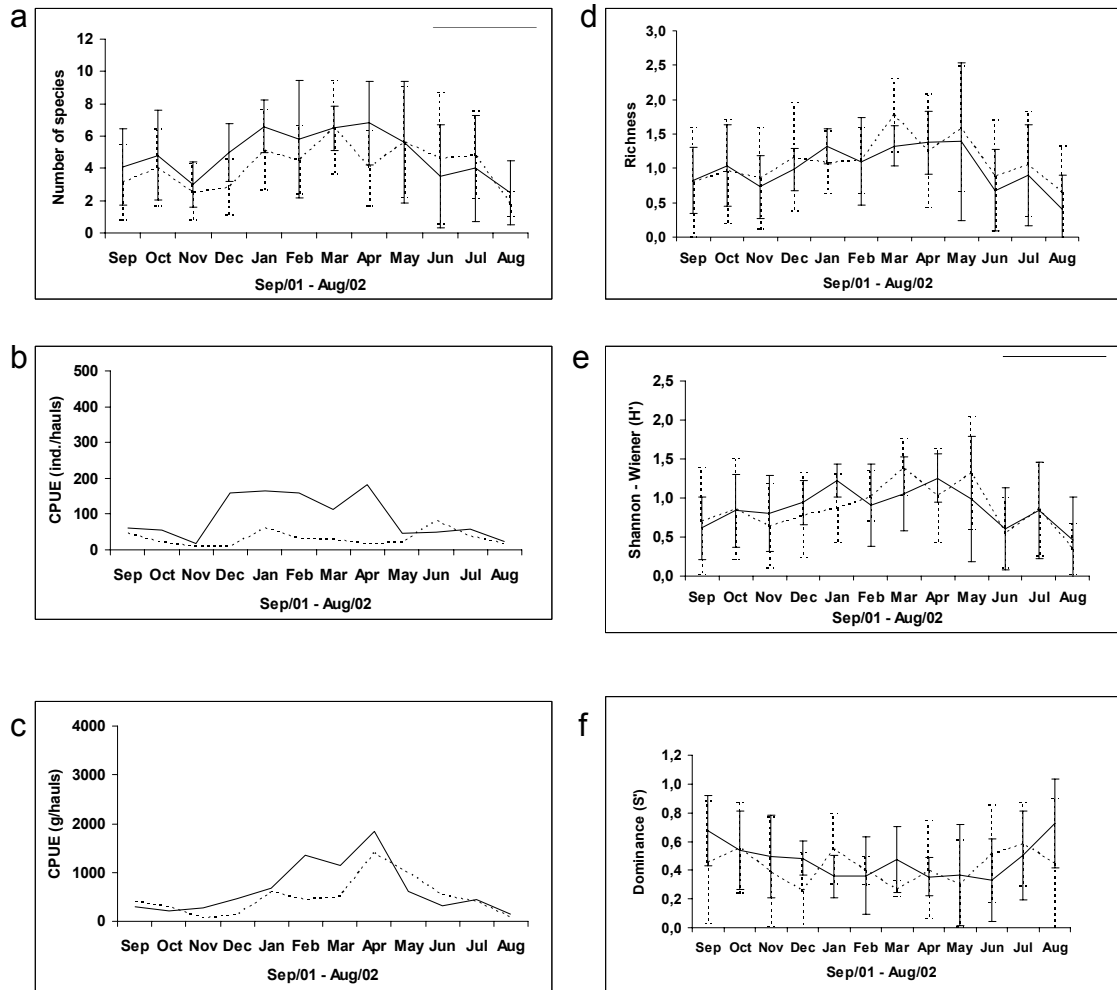 a
12
10
8
6
4
2
0
Number of species
Sep Oct Nov Dec Jan Feb Mar Apr May Jun Jul Aug
Sep/01 - Aug/02
d
3,0
2,5
2,0
1,5
1,0
0,5
0,0
Richness
Sep Oct Nov Dec Jan Feb Mar Apr May Jun Jul Aug
Sep/01 - Aug/02
b
500
400
300
200
100
0
CPUE (ind./hauls)
Sep Oct Nov Dec Jan Feb Mar Apr May Jun Jul Aug
Sep/01 - Aug/02
e
2,5
2,0
1,5
1,0
0,5
0,0
Shannon - Wiener (H')
Sep Oct Nov Dec Jan Feb Mar Apr May Jun Jul Aug
Sep/01 - Aug/02
c
4000
3000
2000
1000
0
CPUE (g/hauls)
Sep Oct Nov Dec Jan Feb Mar Apr May Jun Jul Aug
Sep/01 - Aug/02
f
1,2
1,0
0,8
0,6
0,4
0,2
0,0
Dominance (S')
Sep Oct Nov Dec Jan Feb Mar Apr May Jun Jul Aug
Sep/01 - Aug/02